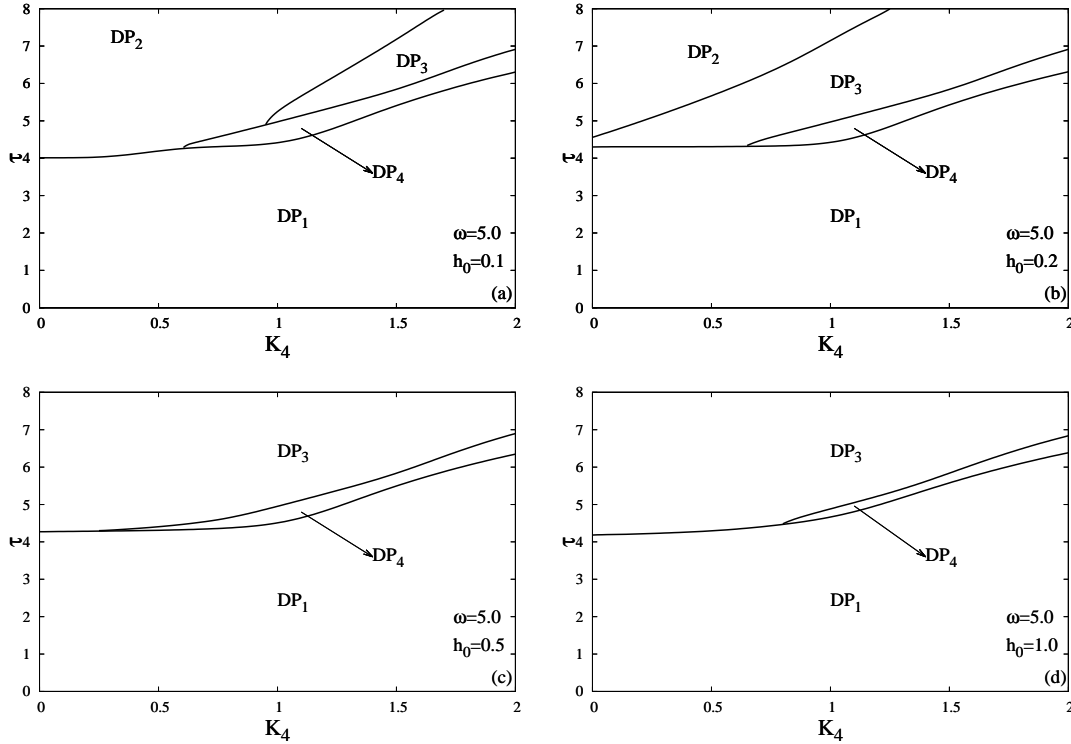 8
7
6
5
4
3
2
1
0
τ
DP₂
DP₃
DP₄
DP₁
ω=5.0
h₀=0.1
(a)
0 0.5 1 1.5 2
K₄
8
7
6
5
4
3
2
1
0
τ
DP₂
DP₃
DP₄
DP₁
ω=5.0
h₀=0.2
(b)
0 0.5 1 1.5 2
K₄
8
7
6
5
4
3
2
1
0
τ
DP₃
DP₄
DP₁
ω=5.0
h₀=0.5
(c)
0 0.5 1 1.5 2
K₄
8
7
6
5
4
3
2
1
0
τ
DP₃
DP₄
DP₁
ω=5.0
h₀=1.0
(d)
0 0.5 1 1.5 2
K₄